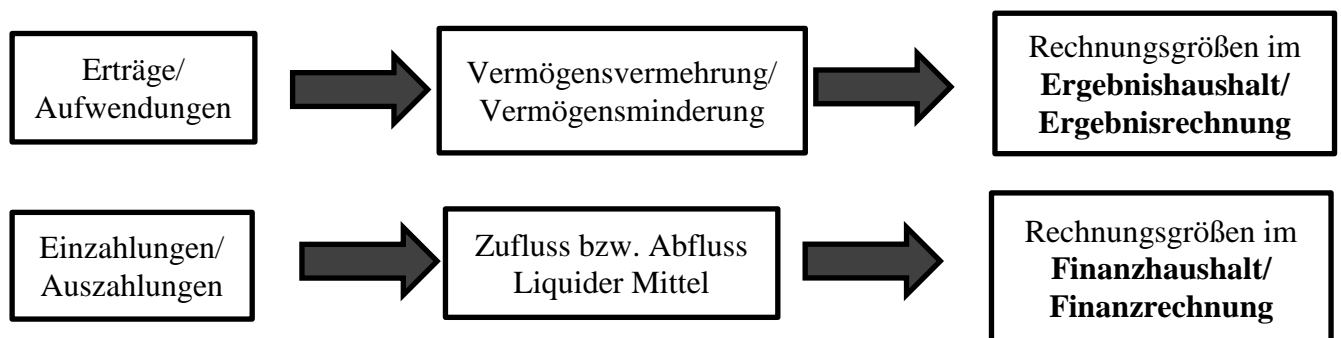 Erträge/
Aufwendungen
Vermögensvermehrung/
Vermögensminderung
Rechnungsgrößen im
Ergebnishaushalt/
Ergebnisrechnung
Einzahlungen/
Auszahlungen
Zufluss bzw. Abfluss
Liquider Mittel
Rechnungsgrößen im
Finanzhaushalt/
Finanzrechnung